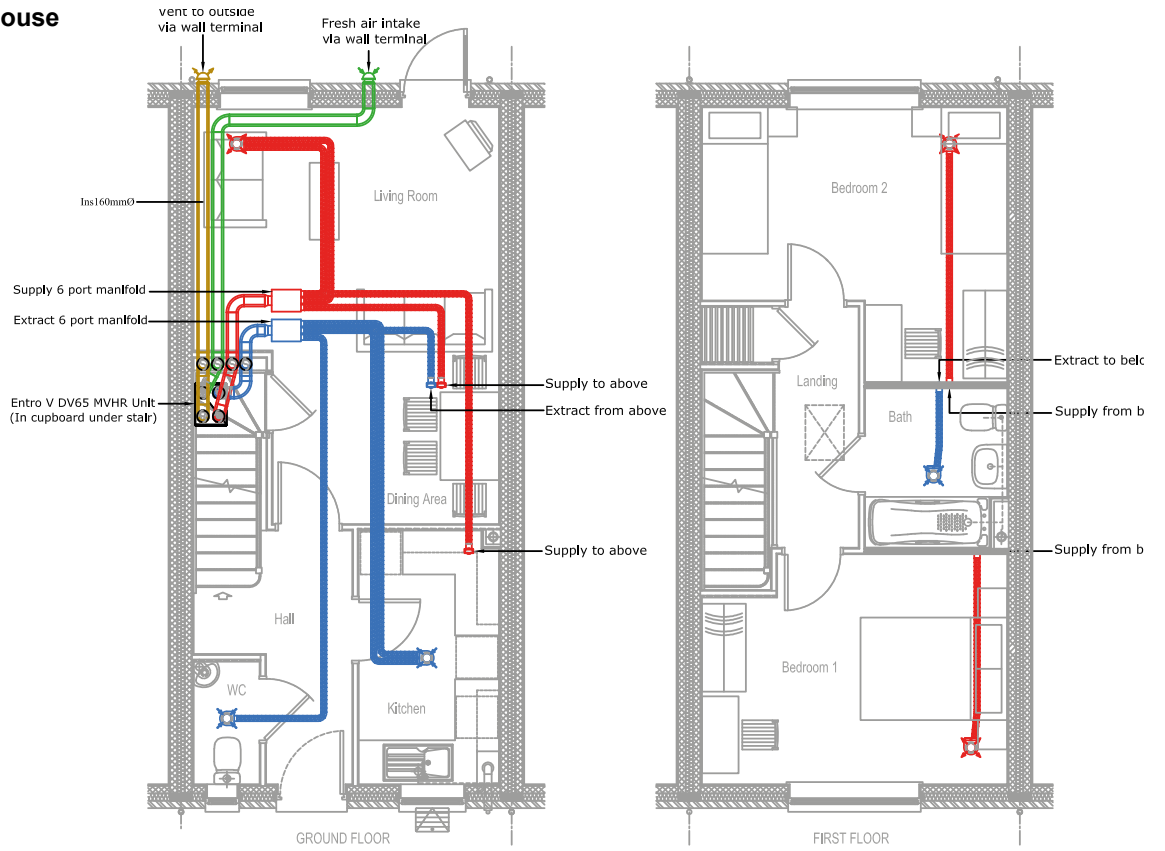 ouse
Vent to outside
via wall terminal
Fresh air intake
via wall terminal
Living Room
Ins160mmØ
Supply 6 port manifold
Extract 6 port manifold
Entro V DV65 MVHR Unit
(In cupboard under stair)
Supply to above
Extract from above
Dining Area
Supply to above
Hall
WC
Kitchen
GROUND FLOOR
Bedroom 2
Landing
Bath
Extract to belo
Supply from b
Supply from b
Bedroom 1
FIRST FLOOR